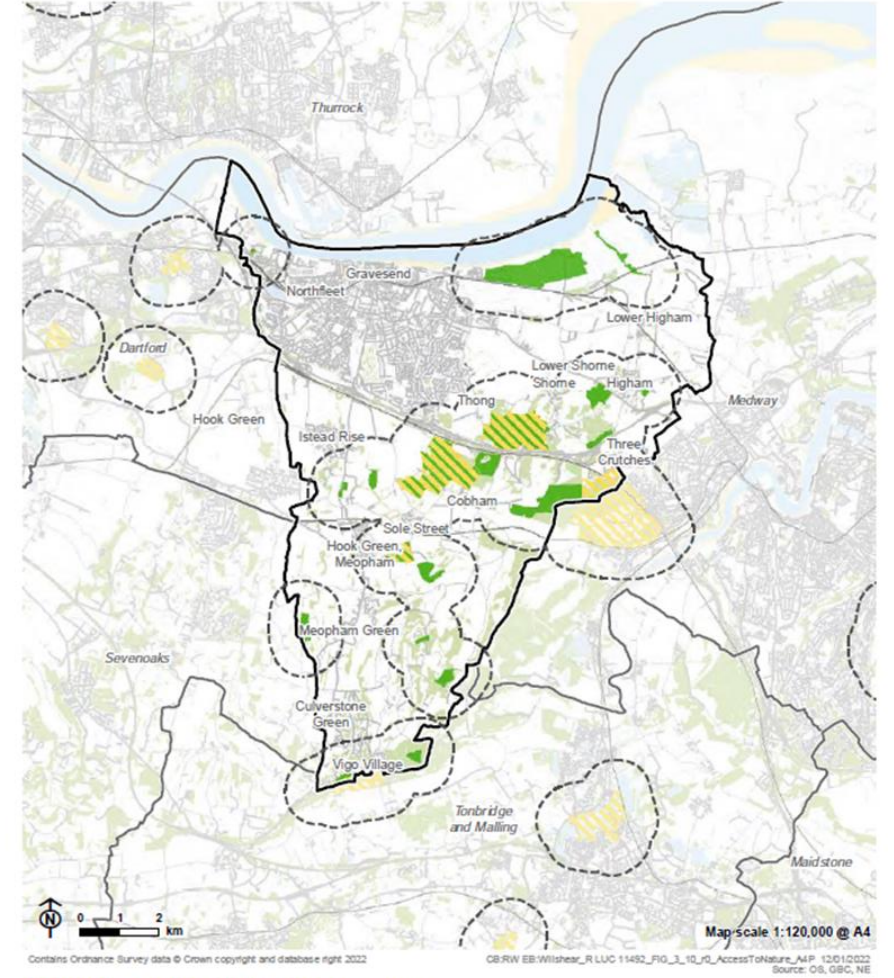 Thurrock
Gravesend
Northfleet
Lower Higham
Dartford
Lower Shorne
Shorne
Higham
Thong
Medway
Hook Green
Istead Rise
Three
Crutches
Cobham
Sole Street
Hook Green,
Meopham
Meopham Green
Sevenoaks
Culverstone
Green
Vigo Village
Tonbridge
and Malling
Maidstone
N
0 1 2
km
Map scale 1:120,000 @ A4
Contains Ordnance Survey data © Crown copyright and database right 2022
CB:RW EB:Willshear_R LUC 11492_FIG_3_10_r0_AccessToNature_A4P 12/01/2022
Source: OS, GBC, NE